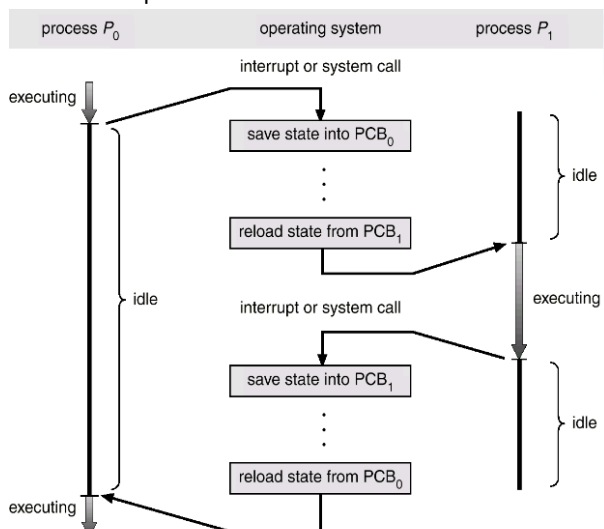 process P0 operating system process P1
interrupt or system call
executing
save state into PCB0
idle
reload state from PCB1
idle
interrupt or system call
executing
save state into PCB1
idle
reload state from PCB0
executing